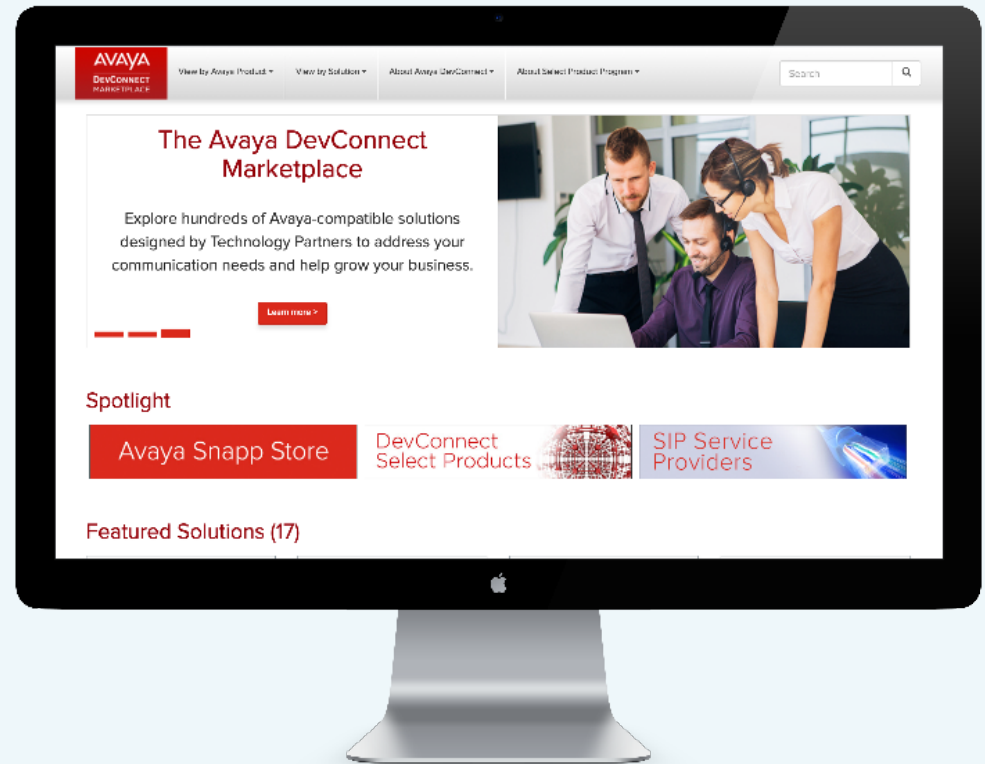 AVAYA
DEVCONNECT
MARKETPLACE
View by Avaya Product
View by Solution
About Avaya DevConnect
About Select Product Program
Search
The Avaya DevConnect
Marketplace
Explore hundreds of Avaya-compatible solutions
designed by Technology Partners to address your
communication needs and help grow your business.
Learn more >
Spotlight
Avaya Snapp Store
DevConnect
Select Products
SIP Service
Providers
Featured Solutions (17)